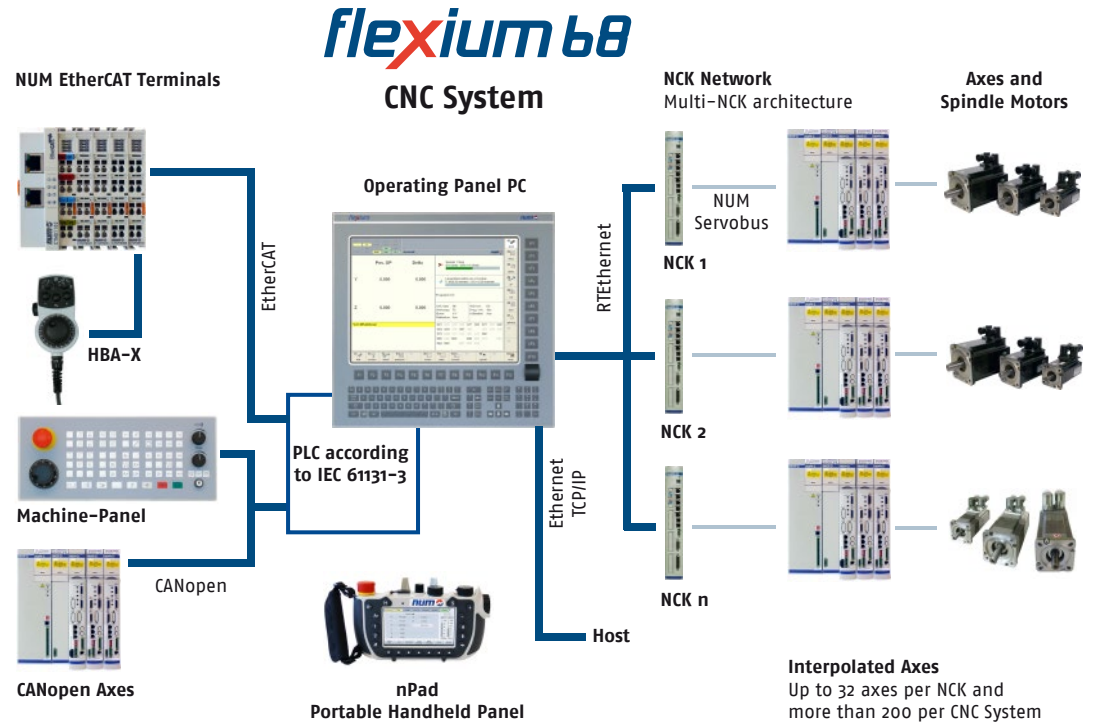 flexium 68
CNC System
NUM EtherCAT Terminals
NCK Network
Multi-NCK architecture
Axes and
Spindle Motors
Operating Panel PC
flexium
num
NUM
Servobus
EtherCAT
RTEthernet
NCK 1
HBA-X
NCK 2
PLC according
to IEC 61131-3
Machine-Panel
Ethernet
TCP/IP
CANopen
num
NCK n
Host
CANopen Axes
nPad
Portable Handheld Panel
Interpolated Axes
Up to 32 axes per NCK and
more than 200 per CNC System